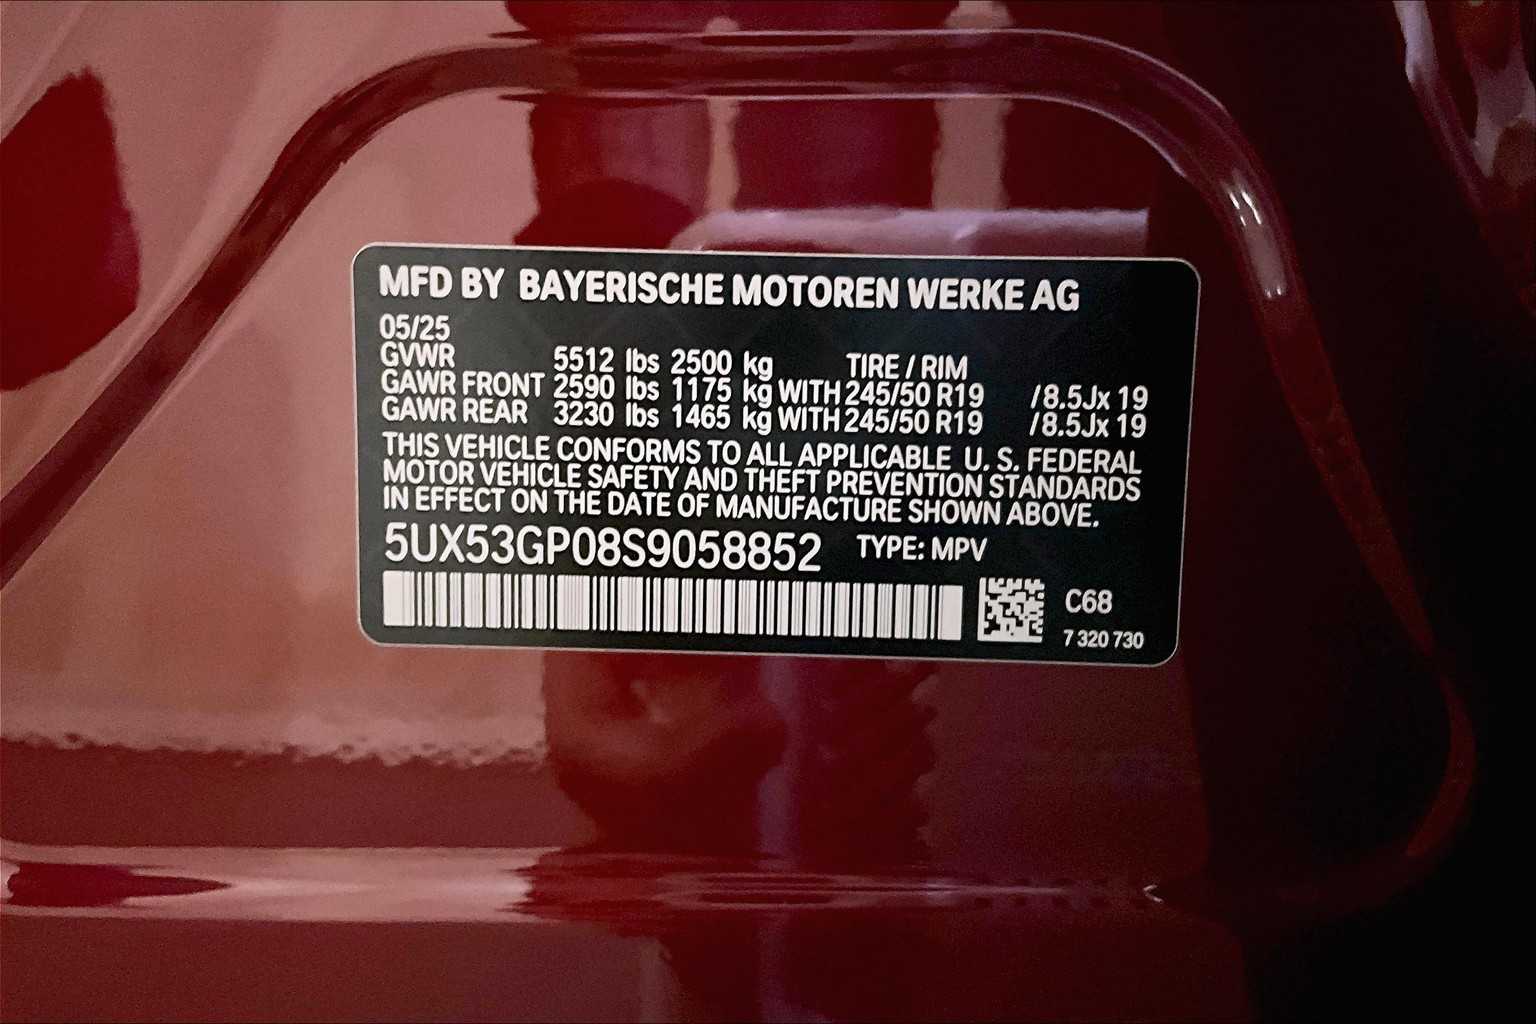 MFD BY BAYERISCHE MOTOREN WERKE AG
05/25
GVWR 5512 lbs 2500 kg TIRE / RIM
GAWR FRONT 2590 lbs 1175 kg WITH 245/50 R19 /8.5Jx 19
GAWR REAR 3230 lbs 1465 kg WITH 245/50 R19 /8.5Jx 19
THIS VEHICLE CONFORMS TO ALL APPLICABLE U. S. FEDERAL
MOTOR VEHICLE SAFETY AND THEFT PREVENTION STANDARDS
IN EFFECT ON THE DATE OF MANUFACTURE SHOWN ABOVE.
5UX53GP08S9058852 TYPE: MPV
C68
7 320 730